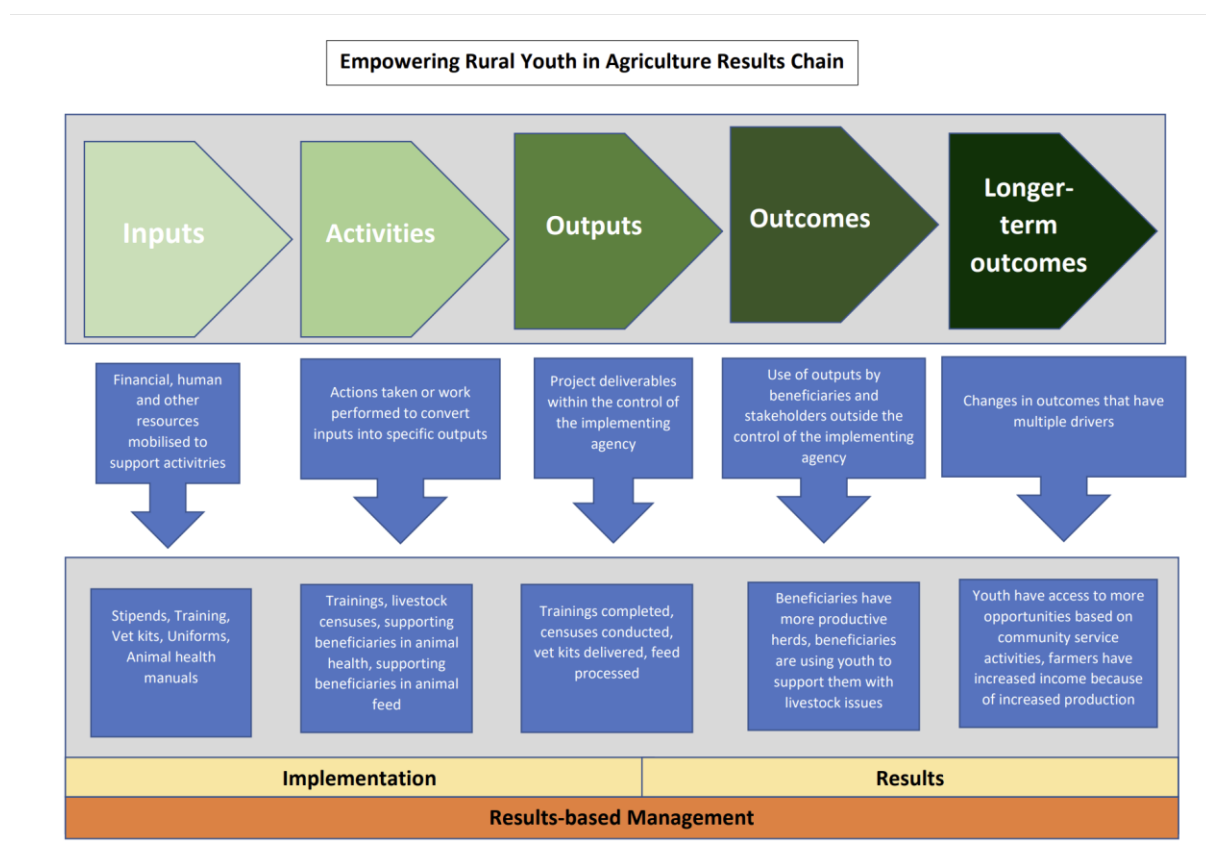 Empowering Rural Youth in Agriculture Results Chain
Inputs
Activities
Outputs
Outcomes
Longer-
term
outcomes
Financial, human
and other
resources
mobilised to
support activitries
Actions taken or work
performed to convert
inputs into specific outputs
Project deliverables
within the control of
the implementing
agency
Use of outputs by
beneficiaries and
stakeholders outside the
control of the implementing
agency
Changes in outcomes that have
multiple drivers
Stipends, Training,
Vet kits, Uniforms,
Animal health
manuals
Trainings, livestock
censuses, supporting
beneficiaries in animal
health, supporting
beneficiaries in animal
feed
Trainings completed,
censuses conducted,
vet kits delivered, feed
processed
Beneficiaries have
more productive
herds, beneficiaries
are using youth to
support them with
livestock issues
Youth have access to more
opportunities based on
community service
activities, farmers have
increased income because
of increased production
Implementation
Results
Results-based Management